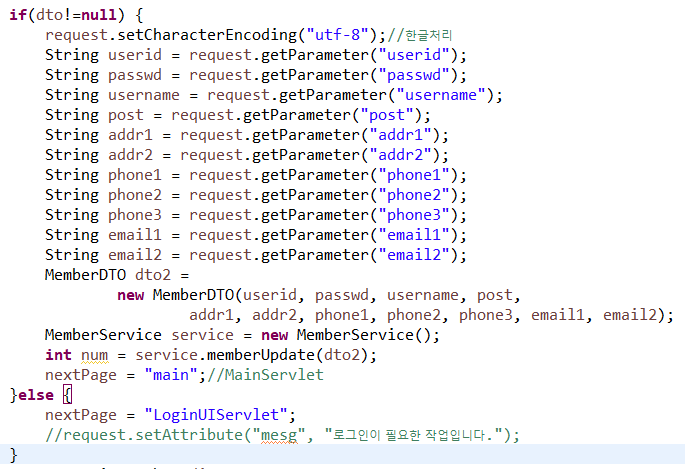 if(dto!=null) {
request.setCharacterEncoding("utf-8");//한글처리
String userid = request.getParameter("userid");
String passwd = request.getParameter("passwd");
String username = request.getParameter("username");
String post = request.getParameter("post");
String addr1 = request.getParameter("addr1");
String addr2 = request.getParameter("addr2");
String phone1 = request.getParameter("phone1");
String phone2 = request.getParameter("phone2");
String phone3 = request.getParameter("phone3");
String email1 = request.getParameter("email1");
String email2 = request.getParameter("email2");
MemberDTO dto2 =
new MemberDTO(userid, passwd, username, post,
addr1, addr2, phone1, phone2, phone3, email1, email2);
MemberService service = new MemberService();
int num = service.memberUpdate(dto2);
nextPage = "main";//MainServlet
}else {
nextPage = "LoginUIServlet";
//request.setAttribute("mesg", "로그인이 필요한 작업입니다.");
}